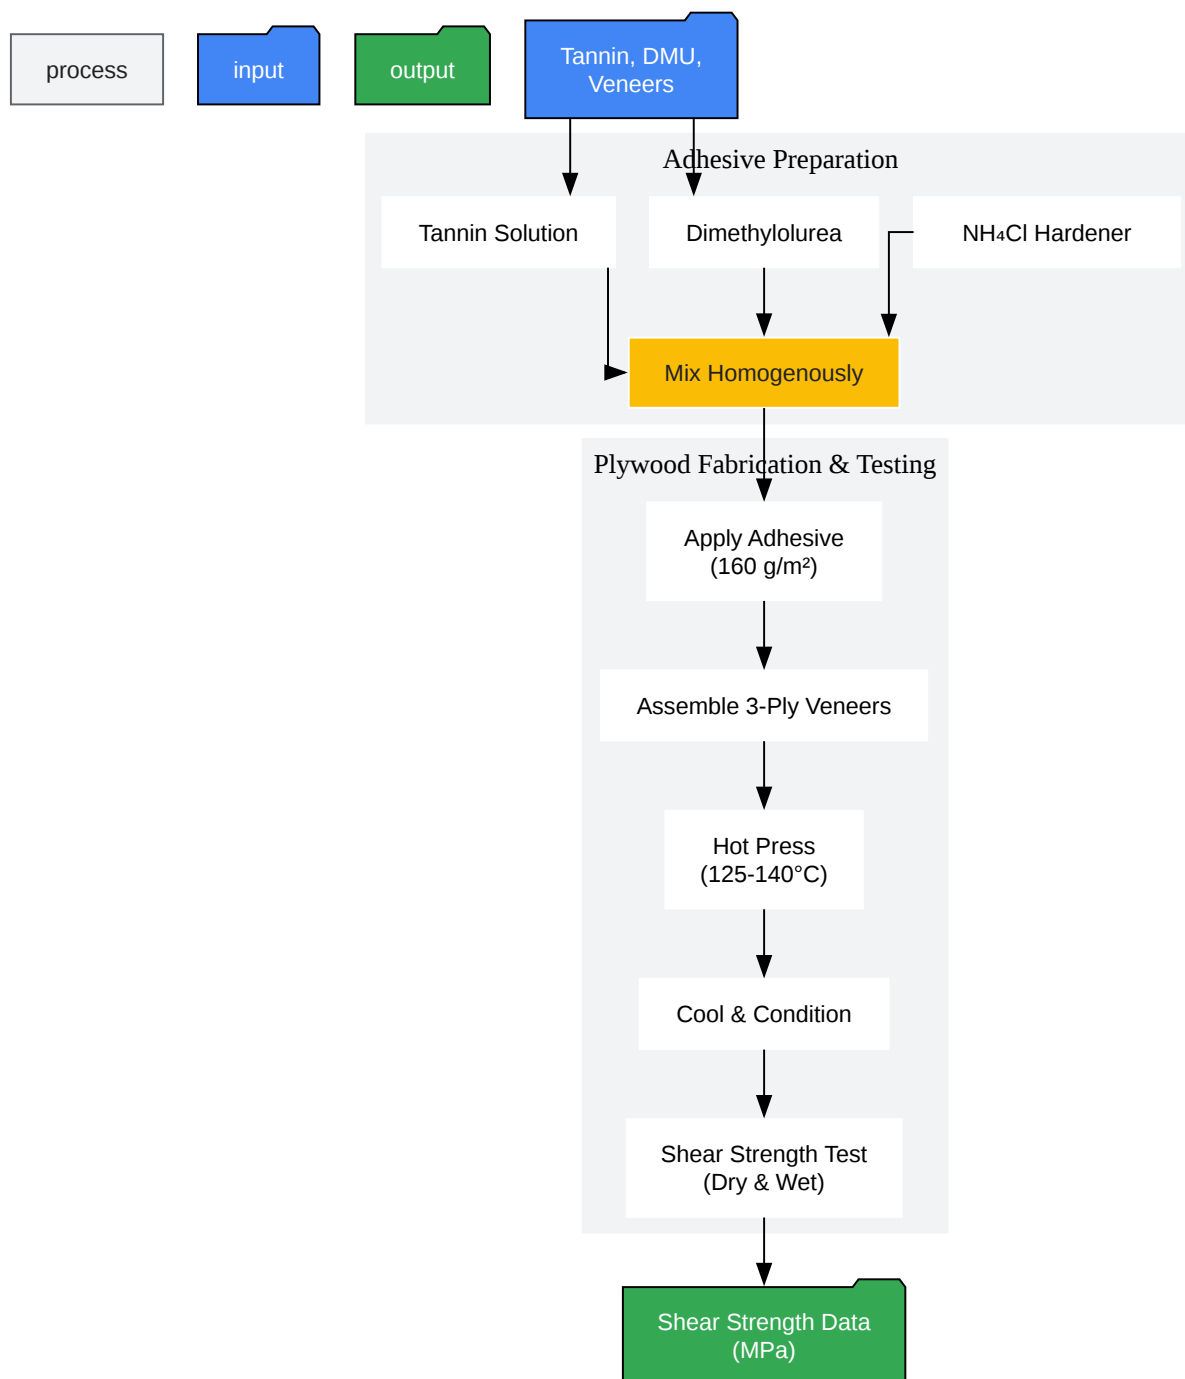 process
input
output
Tannin, DMU,
Veneers
Adhesive Preparation
Tannin Solution
Dimethylolurea
NH₄Cl Hardener
Mix Homogenously
Plywood Fabrication & Testing
Apply Adhesive
(160 g/m²)
Assemble 3-Ply Veneers
Hot Press
(125-140°C)
Cool & Condition
Shear Strength Test
(Dry & Wet)
Shear Strength Data
(MPa)